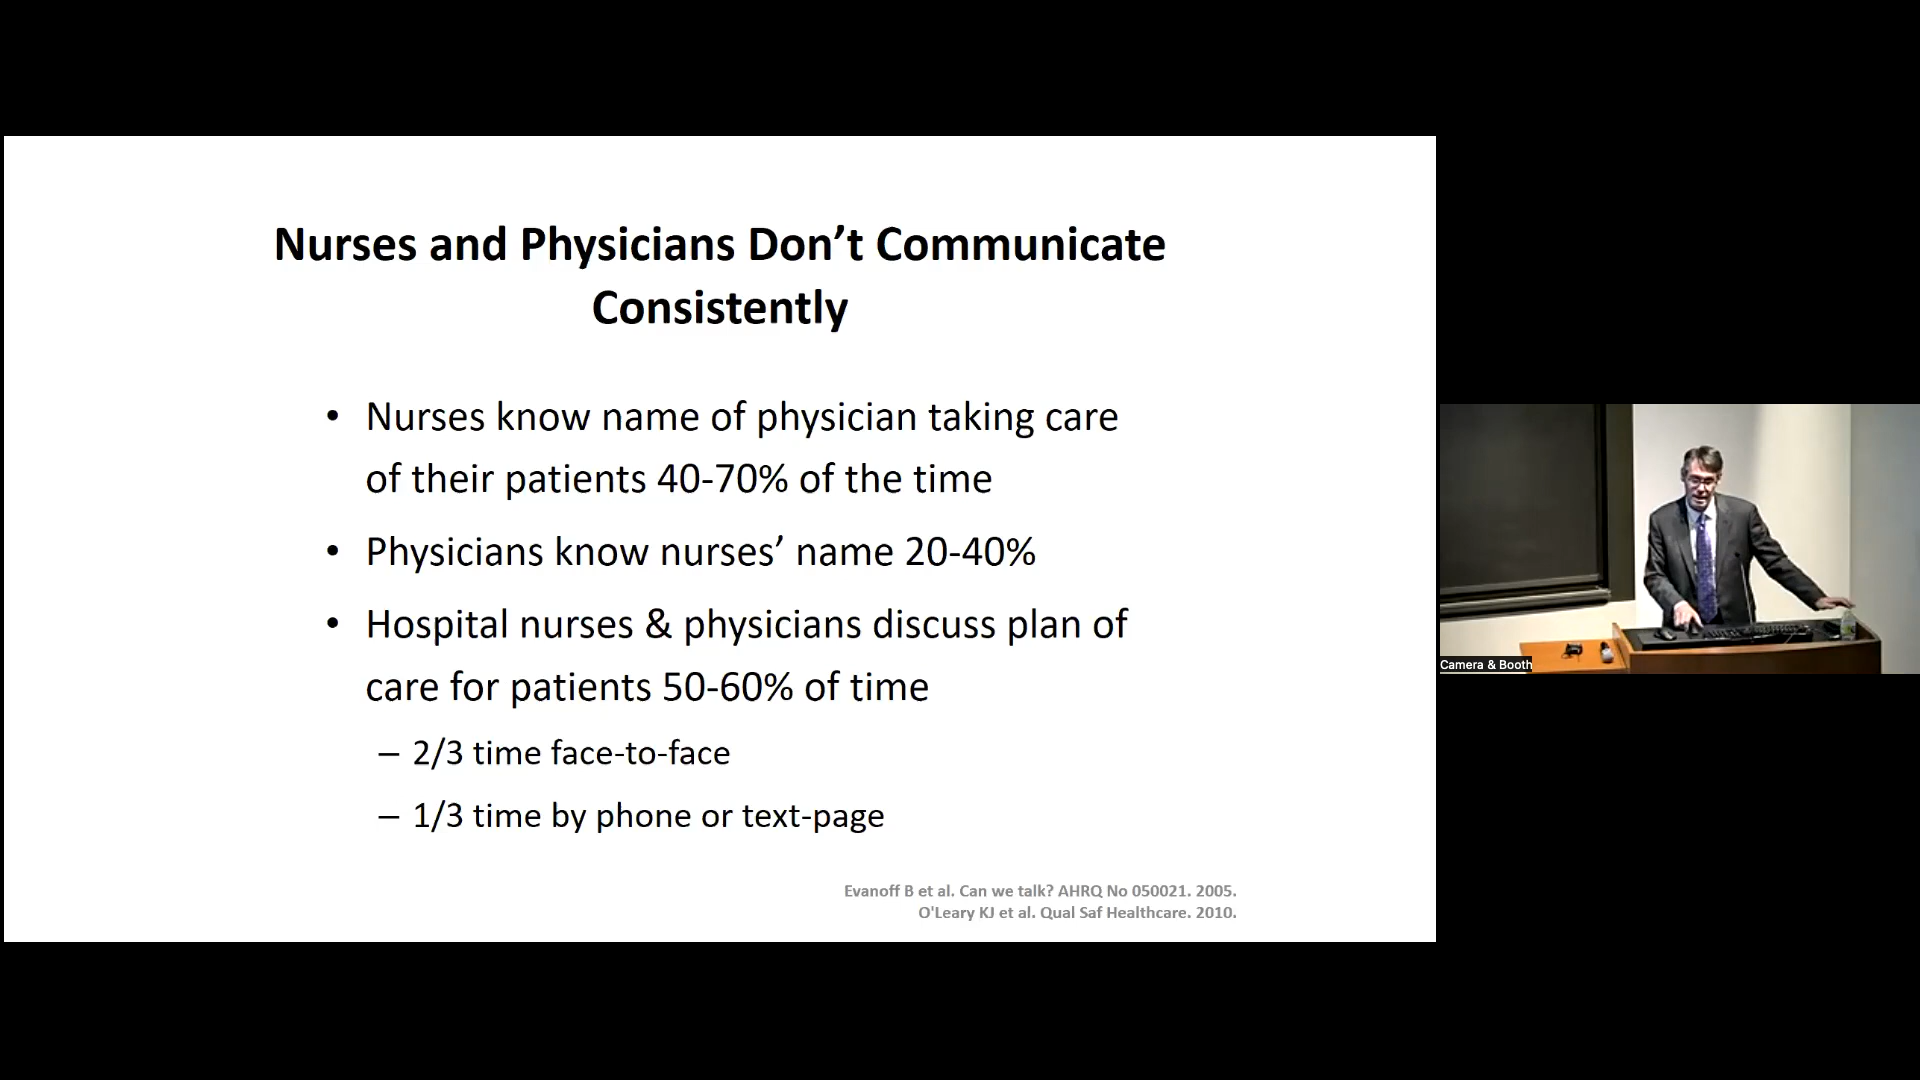 Nurses and Physicians Don’t Communicate
Consistently
• Nurses know name of physician taking care
of their patients 40-70% of the time
• Physicians know nurses’ name 20-40%
• Hospital nurses & physicians discuss plan of
care for patients 50-60% of time
– 2/3 time face-to-face
– 1/3 time by phone or text-page
Evanoff B et al. Can we talk? AHRQ No 050021. 2005.
O'Leary KJ et al. Qual Saf Healthcare. 2010.
Camera & Booth